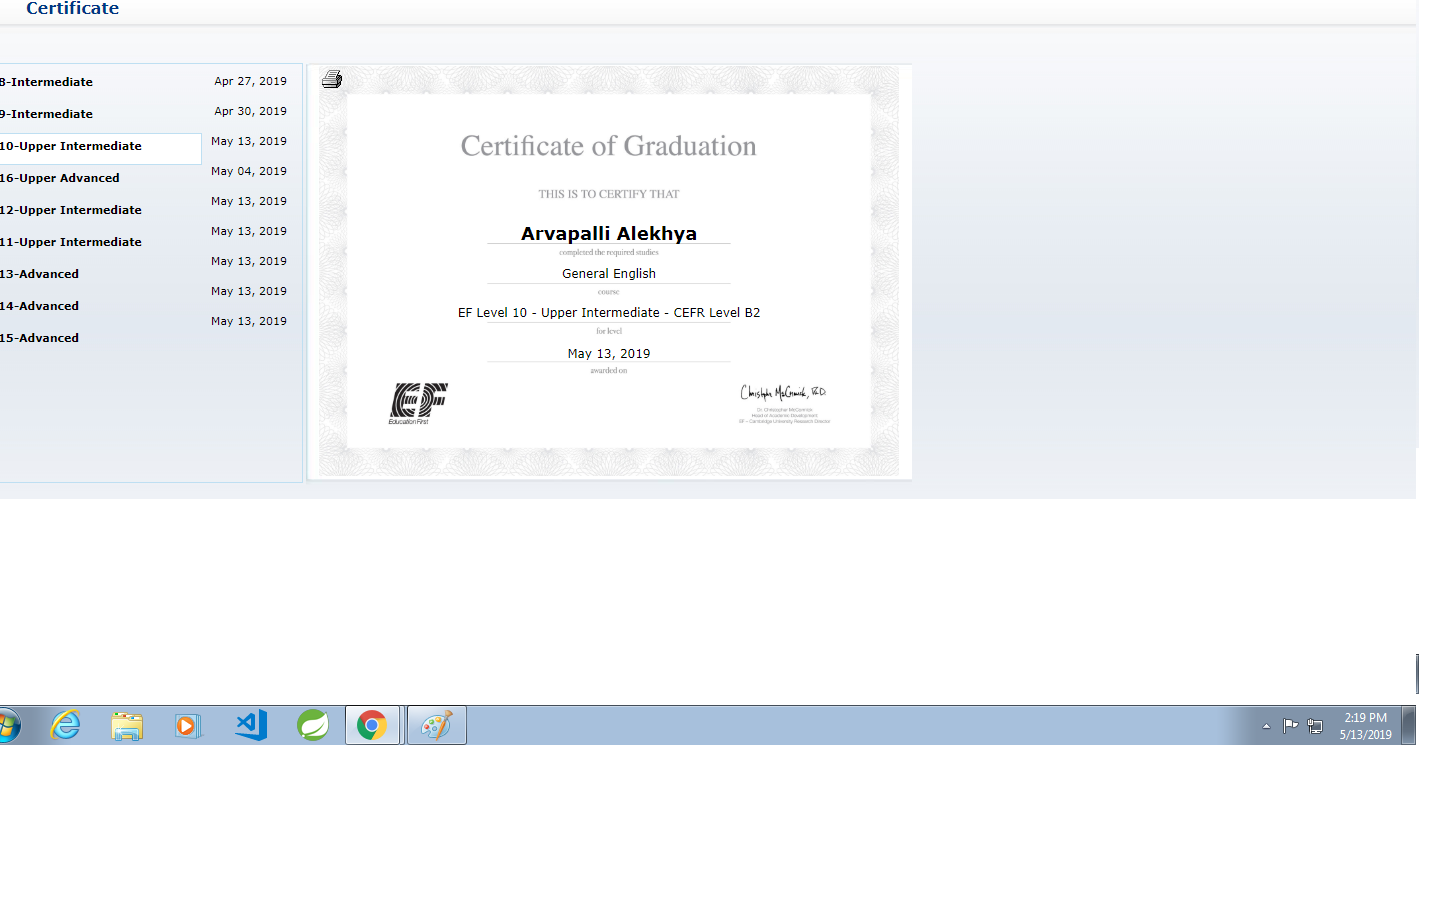 Certificate
8-Intermediate Apr 27, 2019
9-Intermediate Apr 30, 2019
10-Upper Intermediate May 13, 2019
16-Upper Advanced May 04, 2019
12-Upper Intermediate May 13, 2019
11-Upper Intermediate May 13, 2019
13-Advanced May 13, 2019
14-Advanced May 13, 2019
15-Advanced May 13, 2019
Certificate of Graduation
THIS IS TO CERTIFY THAT
Arvapalli Alekhya
completed the required studies
General English
course
EF Level 10 - Upper Intermediate - CEFR Level B2
for level
May 13, 2019
awarded on
EF
Education First
Christopher McCormick, Ph.D.
Dr. Christopher McCormick
Head of Academic Development
EF – Cambridge University Research Director
2:19 PM
5/13/2019